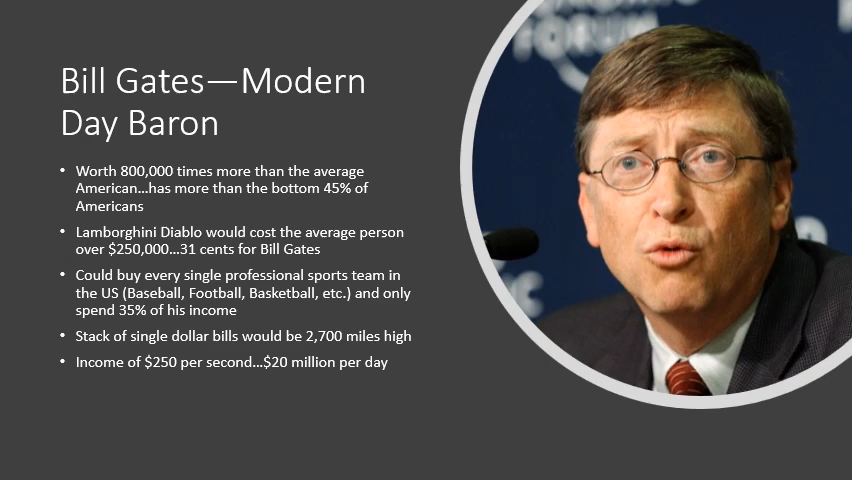 Bill Gates—Modern
Day Baron
• Worth 800,000 times more than the average
American…has more than the bottom 45% of
Americans
• Lamborghini Diablo would cost the average person
over $250,000…31 cents for Bill Gates
• Could buy every single professional sports team in
the US (Baseball, Football, Basketball, etc.) and only
spend 35% of his income
• Stack of single dollar bills would be 2,700 miles high
• Income of $250 per second…$20 million per day
FORUM